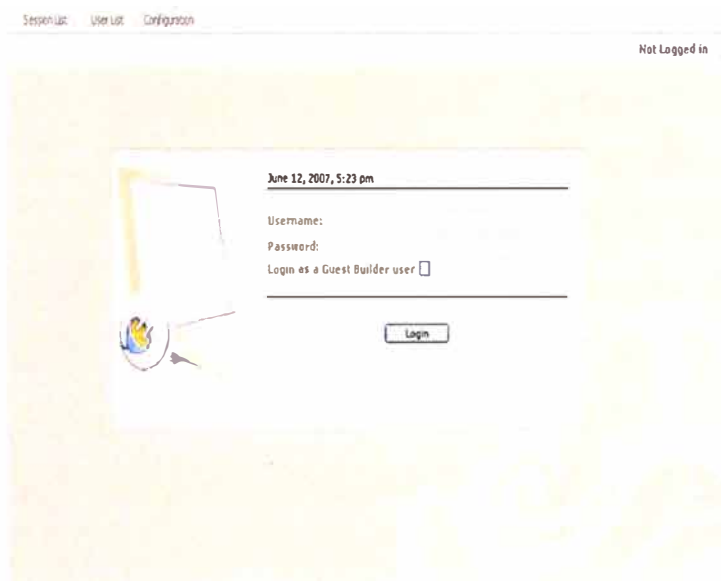 Session List User List Configuration
Not Logged in
June 12, 2007, 5:23 pm
Username:
Password:
Login as a Guest Builder user
Login